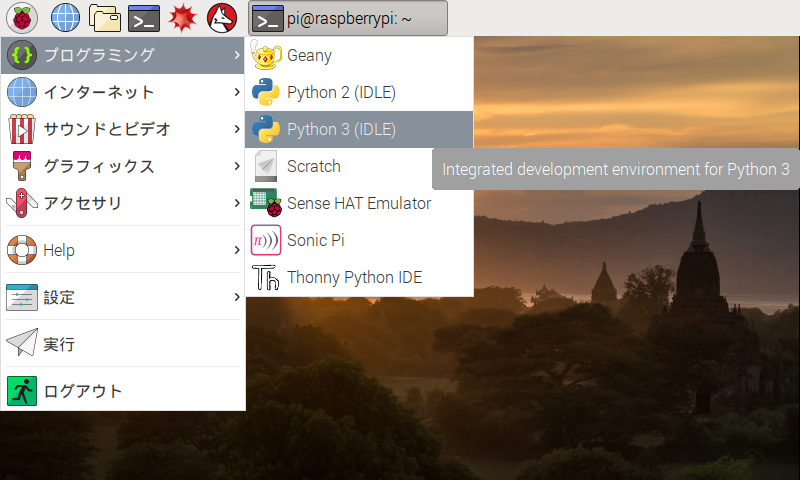 pi@raspberrypi: ~
プログラミング
インターネット
サウンドとビデオ
グラフィックス
アクセサリ
Help
設定
実行
ログアウト
Geany
Python 2 (IDLE)
Python 3 (IDLE)
Scratch
Sense HAT Emulator
Sonic Pi
Thonny Python IDE
Integrated development environment for Python 3